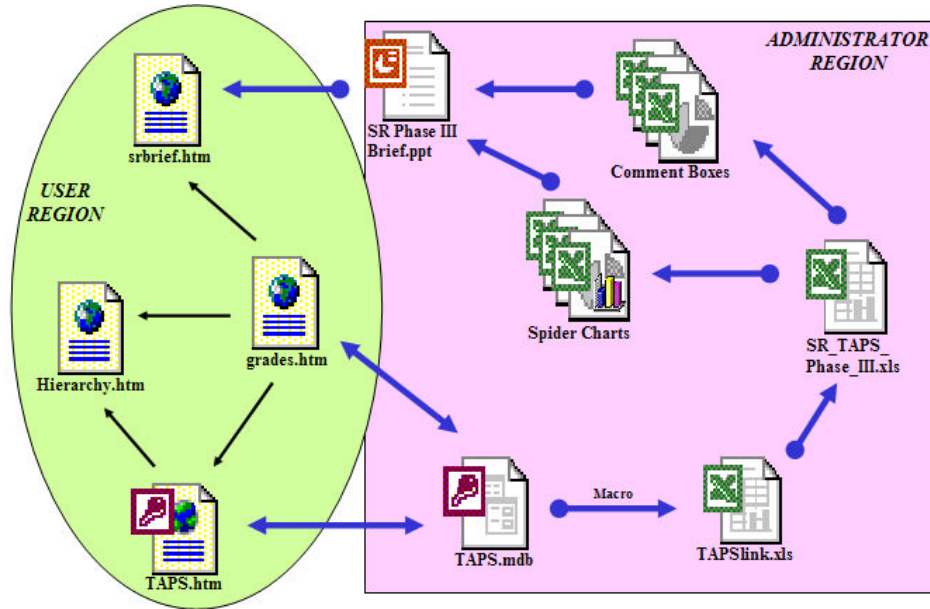 ADMINISTRATOR
REGION
SR Phase III
Brief.ppt
srbrief.htm
Comment Boxes
USER
REGION
Spider Charts
SR_TAPS_
Phase_III.xls
grades.htm
Hierarchy.htm
Macro
TAPS.mdb
TAPSlink.xls
TAPS.htm